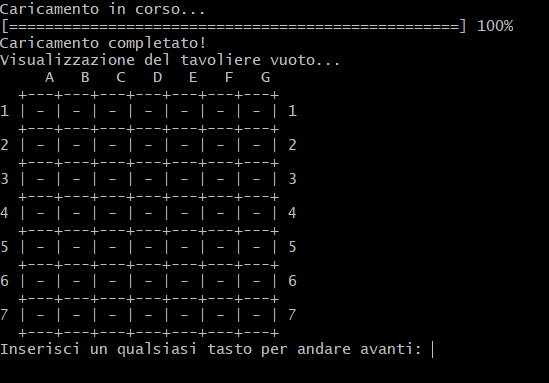 Caricamento in corso...
[==================================================] 100%
Caricamento completato!
Visualizzazione del tavoliere vuoto...
     A   B   C   D   E   F   G
  +---+---+---+---+---+---+---+
1 | - | - | - | - | - | - | - | 1
  +---+---+---+---+---+---+---+
2 | - | - | - | - | - | - | - | 2
  +---+---+---+---+---+---+---+
3 | - | - | - | - | - | - | - | 3
  +---+---+---+---+---+---+---+
4 | - | - | - | - | - | - | - | 4
  +---+---+---+---+---+---+---+
5 | - | - | - | - | - | - | - | 5
  +---+---+---+---+---+---+---+
6 | - | - | - | - | - | - | - | 6
  +---+---+---+---+---+---+---+
7 | - | - | - | - | - | - | - | 7
  +---+---+---+---+---+---+---+
Inserisci un qualsiasi tasto per andare avanti: